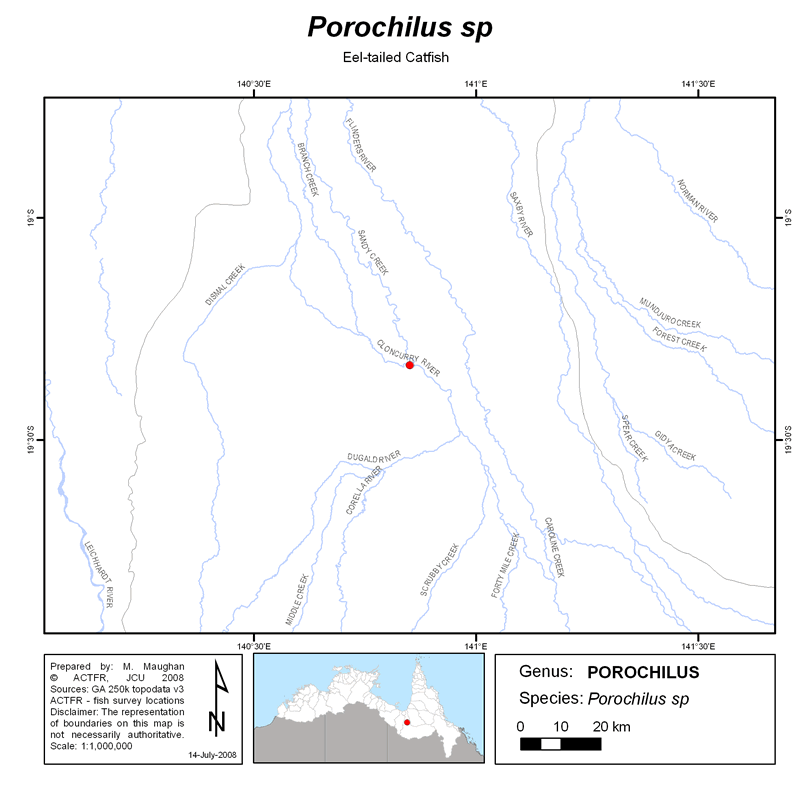 Porochilus sp
Eel-tailed Catfish
140°30'E
141°E
141°30'E
19°S
19°S
19°30'S
19°30'S
BRANCH CREEK
FLINDERS RIVER
SANDY CREEK
SAXBY RIVER
NORMAN RIVER
DISMAL CREEK
MUNDJURO CREEK
FOREST CREEK
CLONCURRY RIVER
SPEAR CREEK
GIDYA CREEK
DUGALD RIVER
CORELLA RIVER
LEICHHARDT RIVER
MIDDLE CREEK
SCRUBBY CREEK
FORTY MILE CREEK
CAROLINE CREEK
140°30'E
141°E
141°30'E
Prepared by: M. Maughan
© ACTFR, JCU 2008
Sources: GA 250k topodata v3
ACTFR - fish survey locations
Disclaimer: The representation
of boundaries on this map is
not necessarily authoritative.
Scale: 1:1,000,000
N
14-July-2008
Genus: POROCHILUS
Species: Porochilus sp
0 10 20 km